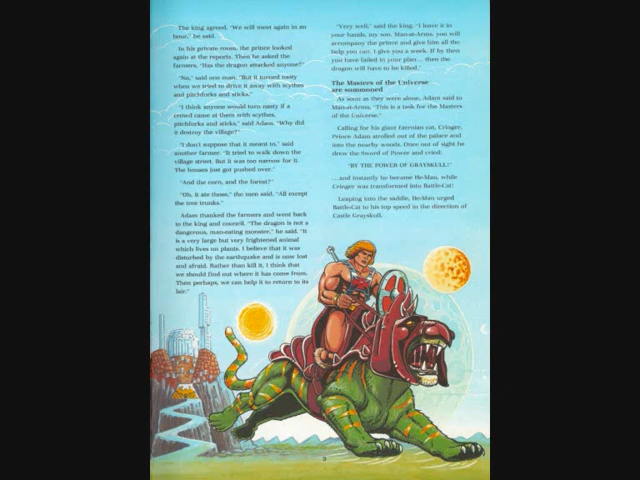 The king agreed. "We will meet again in an
hour," he said.
In his private room, the prince looked
again at the reports. Then he asked the
farmers, "Has the dragon attacked anyone?"
"No," said one man. "But it turned nasty
when we tried to drive it away with scythes
and pitchforks and sticks."
"I think anyone would turn nasty if a
crowd came at them with scythes,
pitchforks and sticks," said Adam. "Why did
it destroy the village?"
"I don't suppose that it meant to," said
another farmer. "It tried to walk down the
village street. But it was too narrow for it.
The houses just got pushed over."
"And the corn, and the forest?"
"Oh, it ate those," the men said. "All except
the tree trunks."
Adam thanked the farmers and went back
to the king and council. "The dragon is not a
dangerous, man-eating monster," he said. "It
is a very large but very frightened animal
which lives on plants. I believe that it was
disturbed by the earthquake and is now lost
and afraid. Rather than kill it, I think that
we should find out where it has come from.
Then perhaps, we can help it to return to its
lair."
"Very well," said the king. "I leave it in
your hands, my son. Man-at-Arms, you will
accompany the prince and give him all the
help you can. I give you a week. If by then
you have failed in your plan... then the
dragon will have to be killed."
The Masters of the Universe
are summoned
As soon as they were alone, Adam said to
Man-at-Arms, "This is a task for the Masters
of the Universe."
Calling for his giant Eternian cat, Cringer,
Prince Adam strolled out of the palace and
into the nearby woods. Once out of sight he
drew the Sword of Power and cried:
"BY THE POWER OF GRAYSKULL!"
...and instantly he became He-Man, while
Cringer was transformed into Battle-Cat!
Leaping into the saddle, He-Man urged
Battle-Cat to his top speed in the direction of
Castle Grayskull.